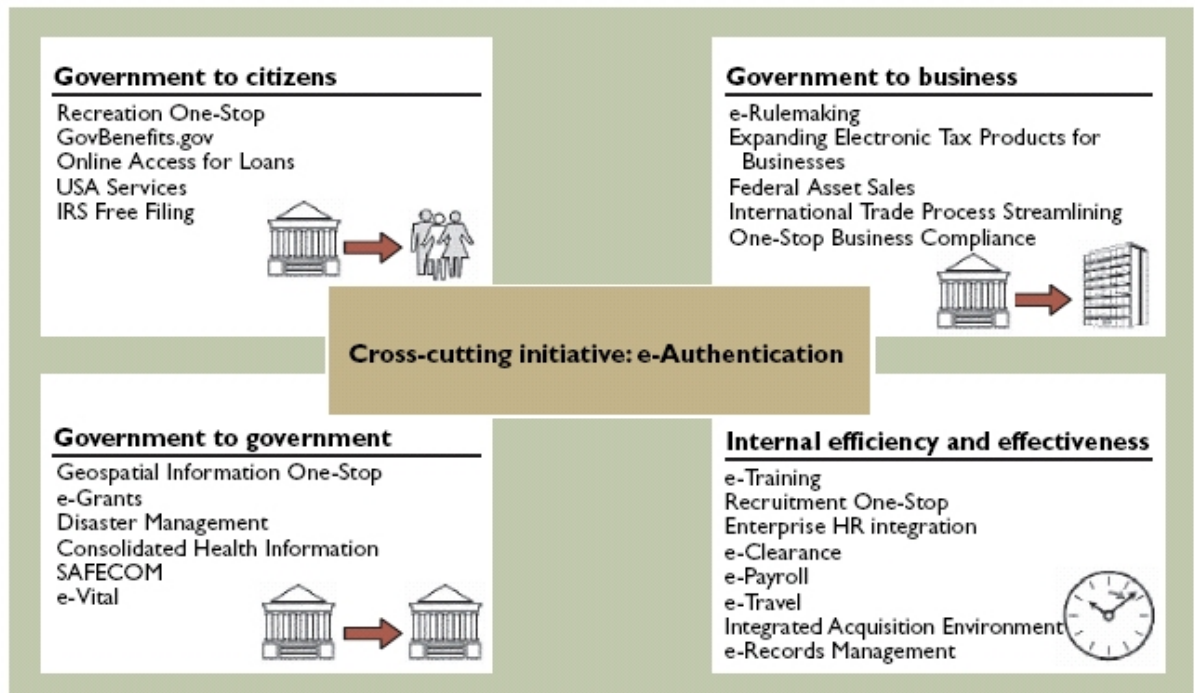 Government to citizens
Recreation One-Stop
GovBenefits.gov
Online Access for Loans
USA Services
IRS Free Filing
Government to business
e-Rulemaking
Expanding Electronic Tax Products for
Businesses
Federal Asset Sales
International Trade Process Streamlining
One-Stop Business Compliance
Cross-cutting initiative: e-Authentication
Government to government
Geospatial Information One-Stop
e-Grants
Disaster Management
Consolidated Health Information
SAFECOM
e-Vital
Internal efficiency and effectiveness
e-Training
Recruitment One-Stop
Enterprise HR integration
e-Clearance
e-Payroll
e-Travel
Integrated Acquisition Environment
e-Records Management